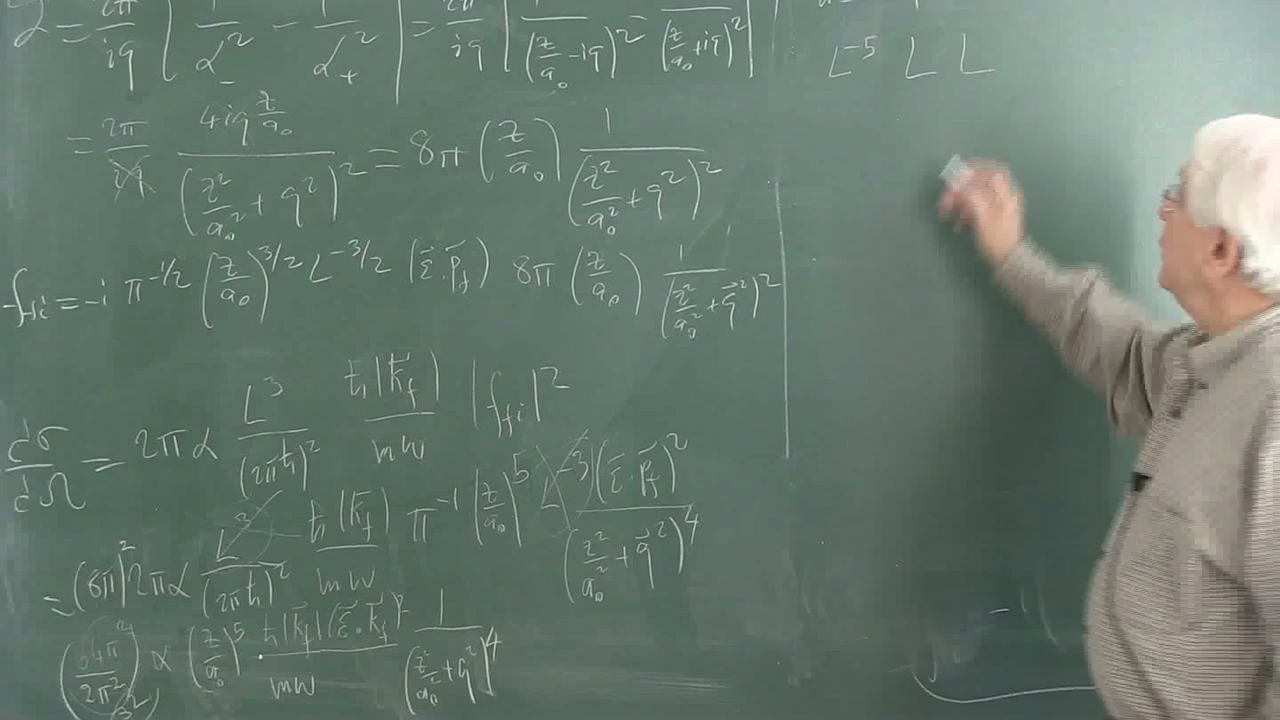 = 2π/iq [ 1/α₋² − 1/α₊² ] = 2π/iq [ 1/(z/a₀ − iq)² − 1/(z/a₀ + iq)² ]
= 2π/iq 4iq z/a₀ / (z²/a₀² + q²)² = 8π (z/a₀) 1/(z²/a₀² + q²)²
f_fi = −i π^(−1/2) (z/a₀)^(3/2) L^(−3/2) (ε⃗·p⃗_f) 8π (z/a₀) 1/(z²/a₀² + q⃗²)²
dσ/dΩ = 2πα L³/(2πħ)² ħ|k⃗_f|/mω |f_fi|²
= (8π)² 2πα L³/(2πħ)² ħ|k⃗_f|/mω π^(−1) (z/a₀)⁵ L^(−3) (ε⃗·p⃗_f)²/(z²/a₀² + q⃗²)⁴
α (z/a₀)⁵ · ħ|k⃗_f|(ε⃗·k⃗_f)²/mω 1/(z²/a₀² + q²)⁴
L⁻⁵ L L